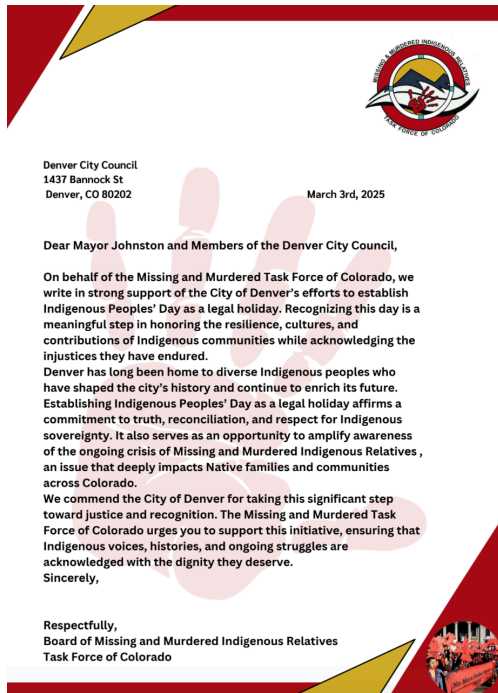 MISSING & MURDERED INDIGENOUS RELATIVES
TASK FORCE OF COLORADO
Denver City Council
1437 Bannock St
Denver, CO 80202
March 3rd, 2025
Dear Mayor Johnston and Members of the Denver City Council,
On behalf of the Missing and Murdered Task Force of Colorado, we
write in strong support of the City of Denver's efforts to establish
Indigenous Peoples' Day as a legal holiday. Recognizing this day is a
meaningful step in honoring the resilience, cultures, and
contributions of Indigenous communities while acknowledging the
injustices they have endured.
Denver has long been home to diverse Indigenous peoples who
have shaped the city's history and continue to enrich its future.
Establishing Indigenous Peoples' Day as a legal holiday affirms a
commitment to truth, reconciliation, and respect for Indigenous
sovereignty. It also serves as an opportunity to amplify awareness
of the ongoing crisis of Missing and Murdered Indigenous Relatives ,
an issue that deeply impacts Native families and communities
across Colorado.
We commend the City of Denver for taking this significant step
toward justice and recognition. The Missing and Murdered Task
Force of Colorado urges you to support this initiative, ensuring that
Indigenous voices, histories, and ongoing struggles are
acknowledged with the dignity they deserve.
Sincerely,
Respectfully,
Board of Missing and Murdered Indigenous Relatives
Task Force of Colorado